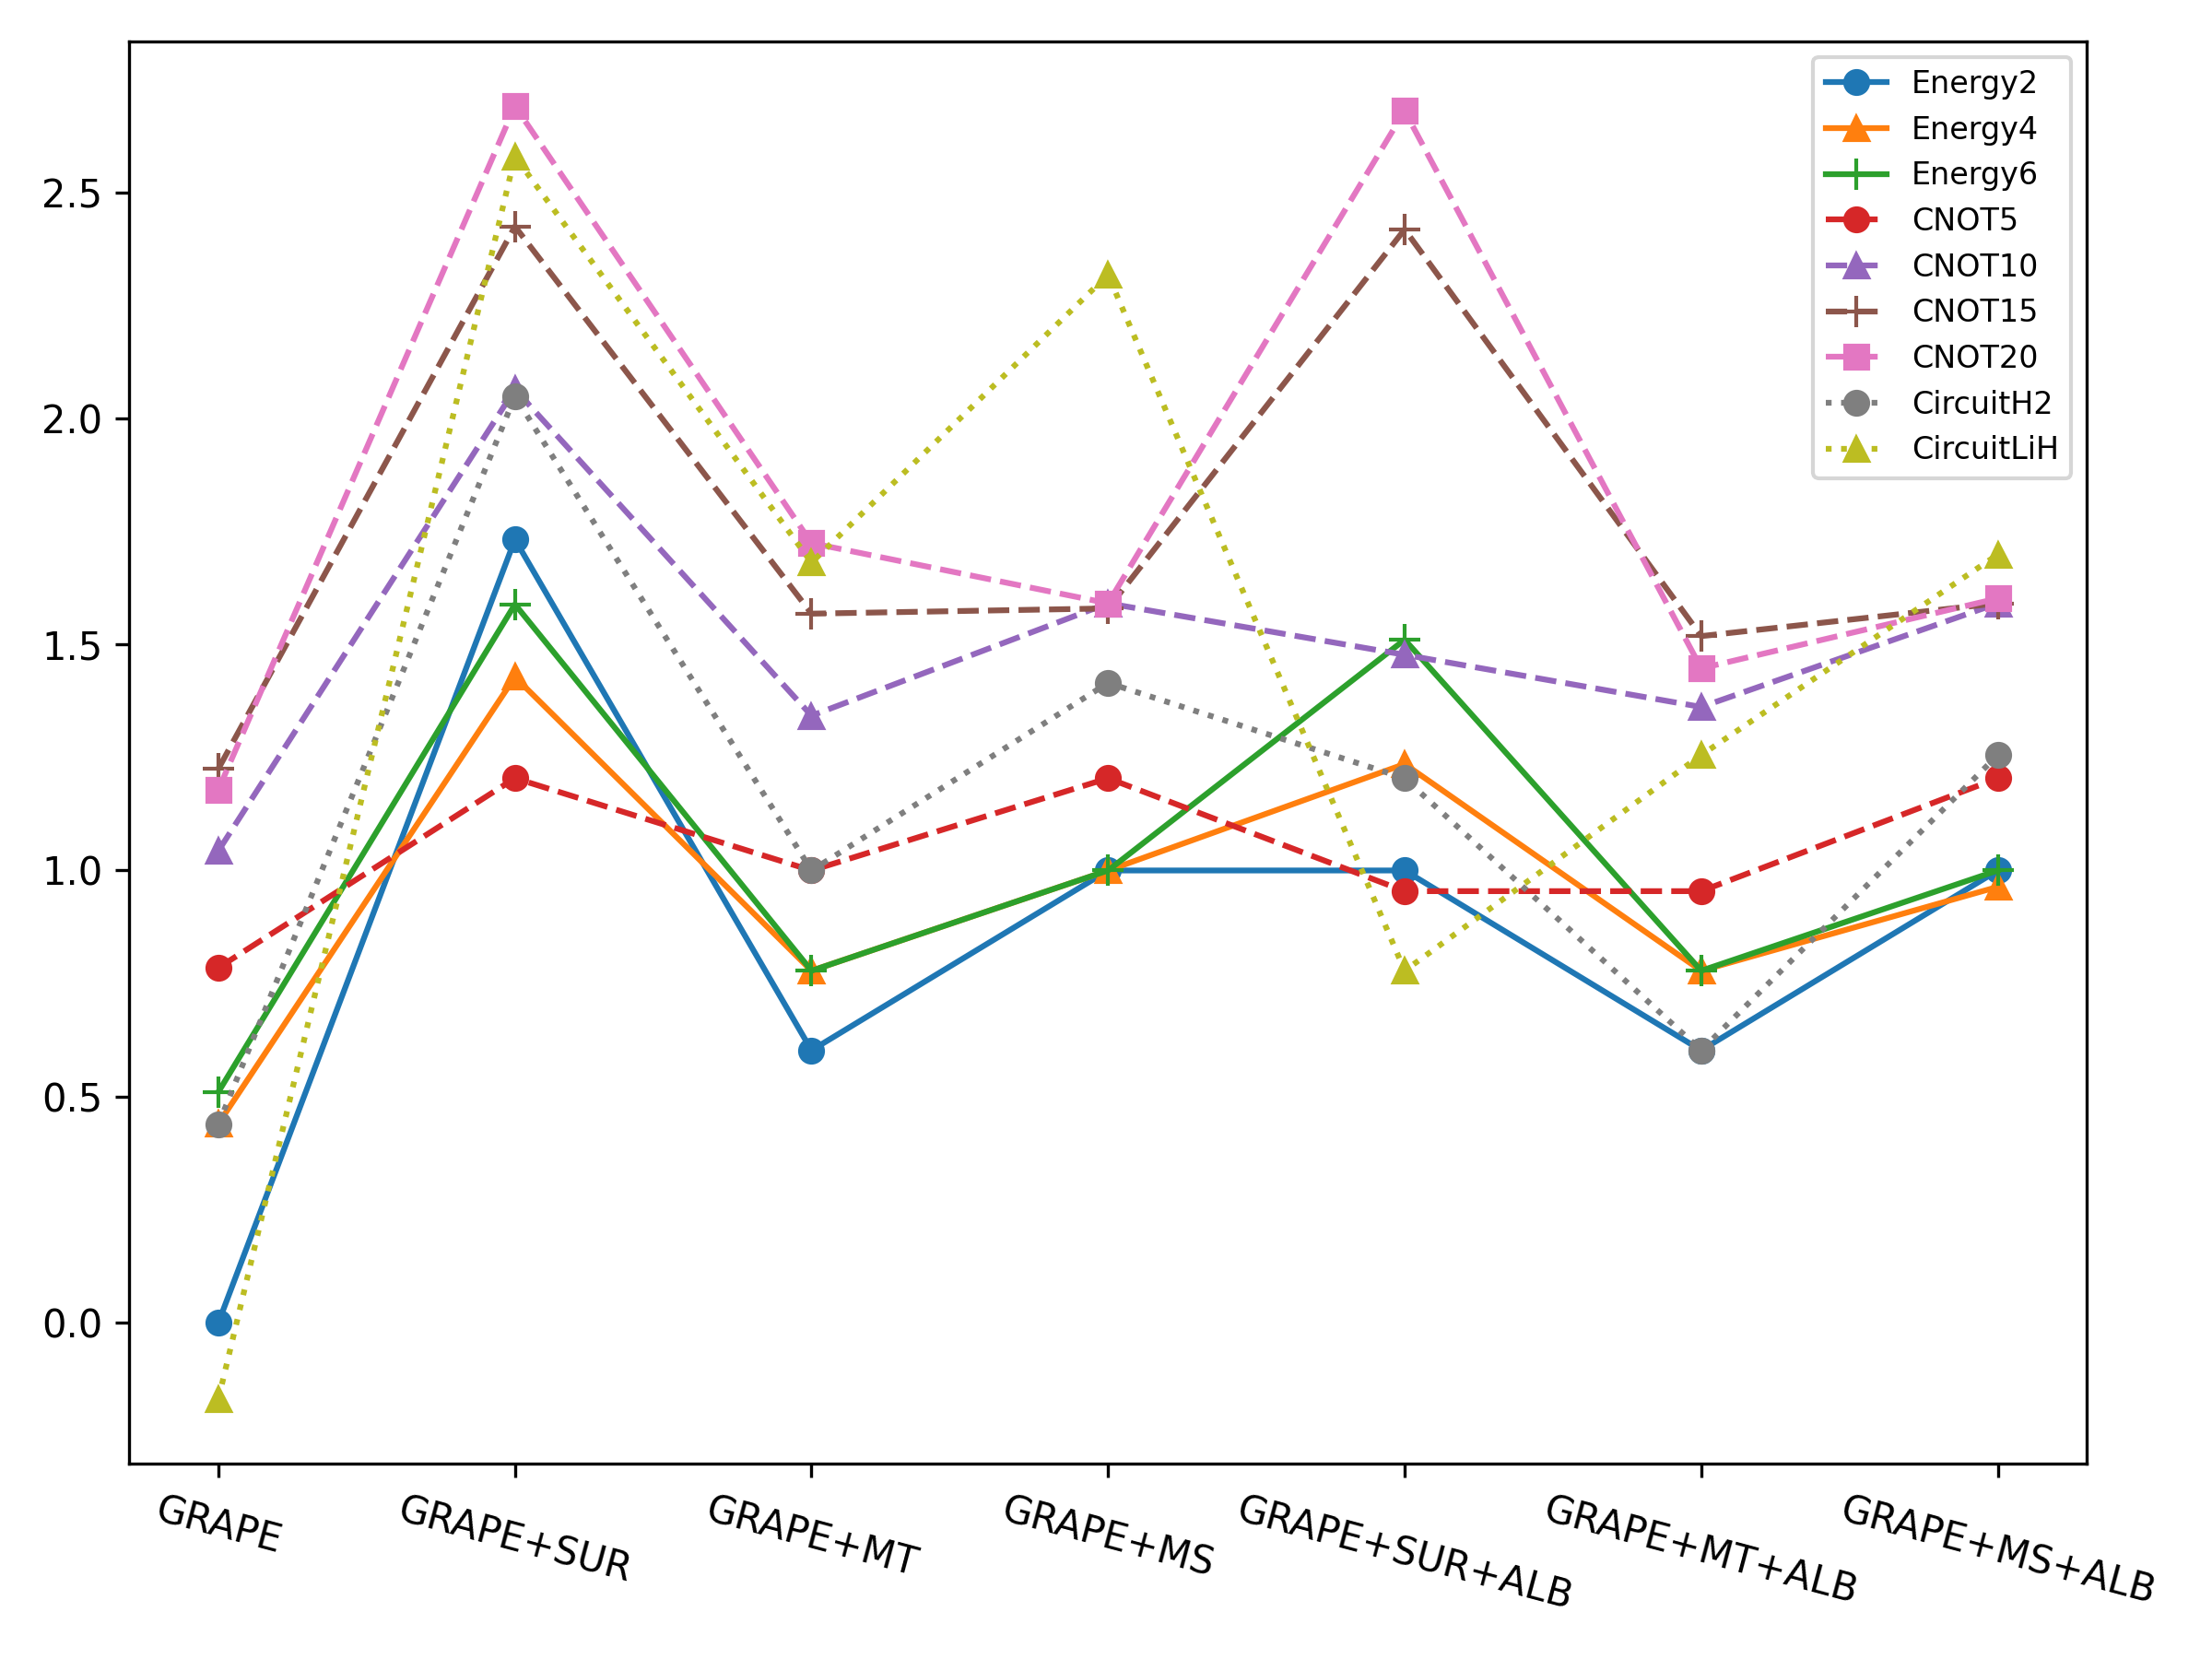 2.5
2.0
1.5
1.0
0.5
0.0
Energy2
Energy4
Energy6
CNOT5
CNOT10
CNOT15
CNOT20
CircuitH2
CircuitLiH
GRAPE
GRAPE+SUR
GRAPE+MT
GRAPE+MS
GRAPE+SUR+ALB
GRAPE+MT+ALB
GRAPE+MS+ALB